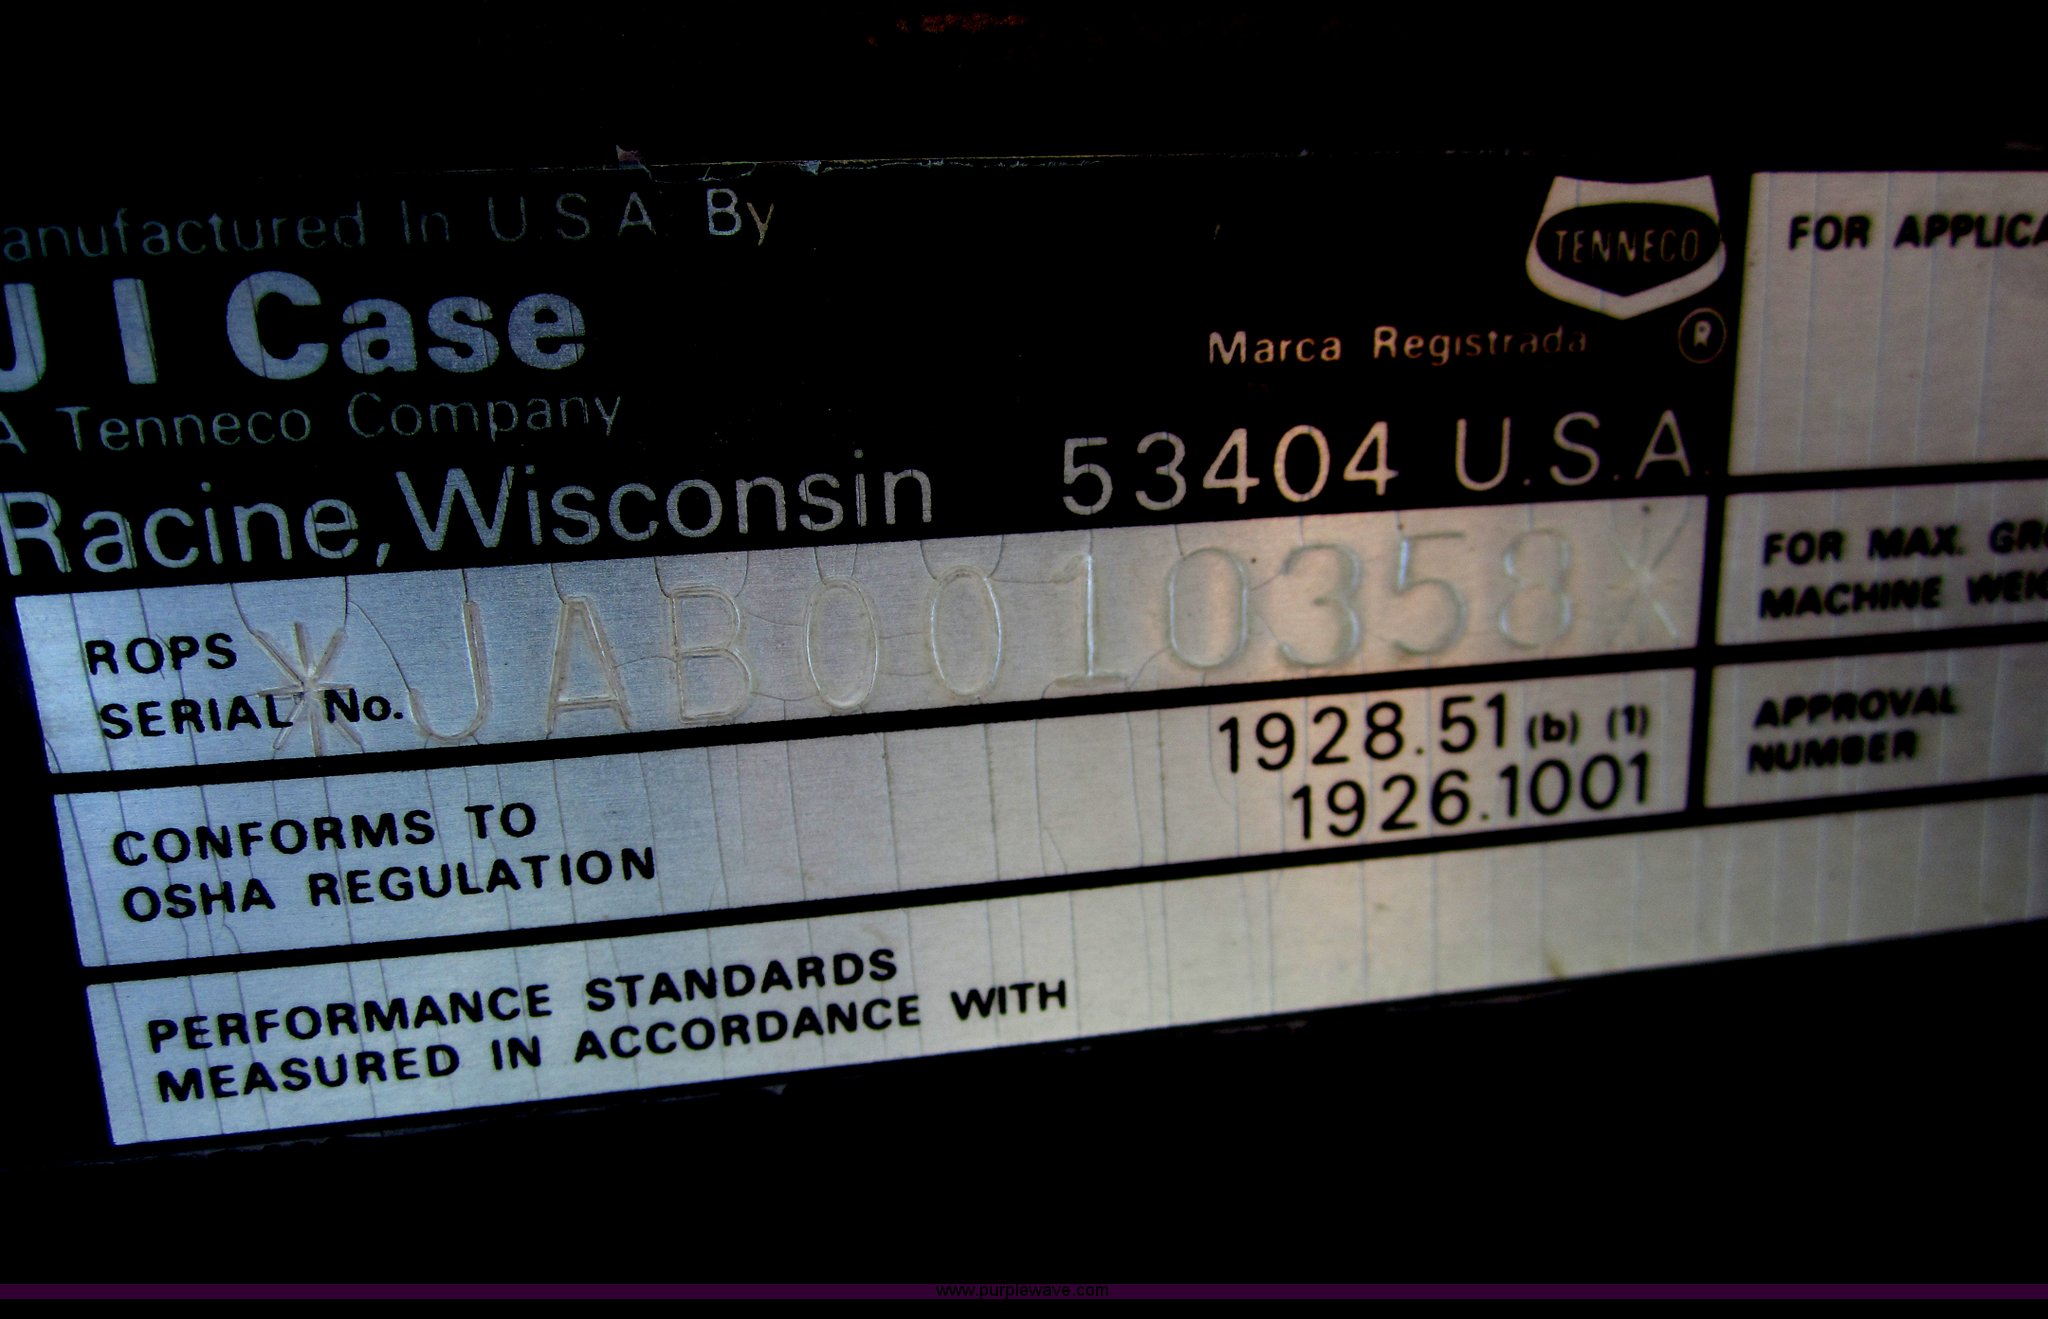 anufactured In U.S.A. By
J I Case
A Tenneco Company
Racine, Wisconsin 53404 U.S.A.
TENNECO
Marca Registrada ®
ROPS
SERIAL No. *JAB0010358*
CONFORMS TO
OSHA REGULATION
1928.51 (b) (1)
1926.1001
PERFORMANCE STANDARDS
MEASURED IN ACCORDANCE WITH
FOR APPLICA
FOR MAX. GRO
MACHINE WEIG
APPROVAL
NUMBER
www.purplewave.com